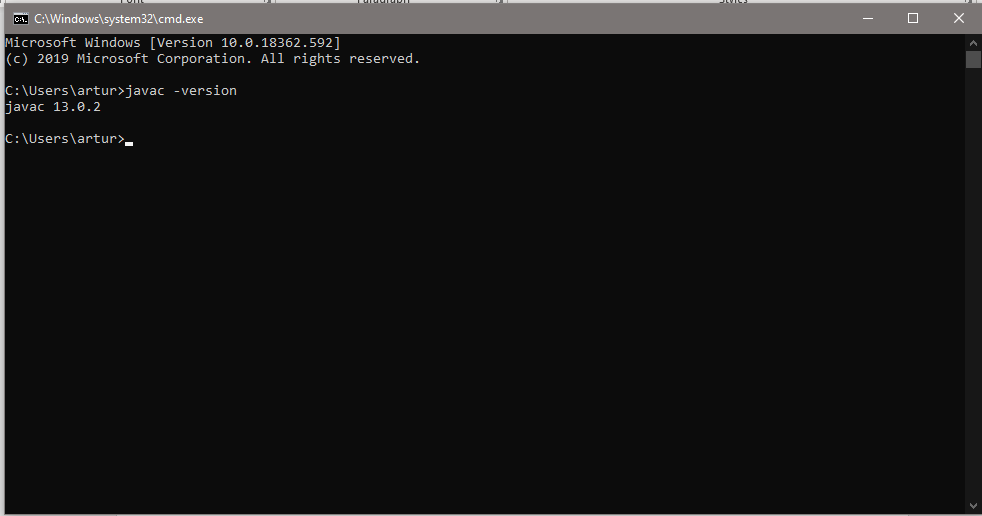 C:\Windows\system32\cmd.exe
Microsoft Windows [Version 10.0.18362.592]
(c) 2019 Microsoft Corporation. All rights reserved.
C:\Users\artur>javac -version
javac 13.0.2
C:\Users\artur>